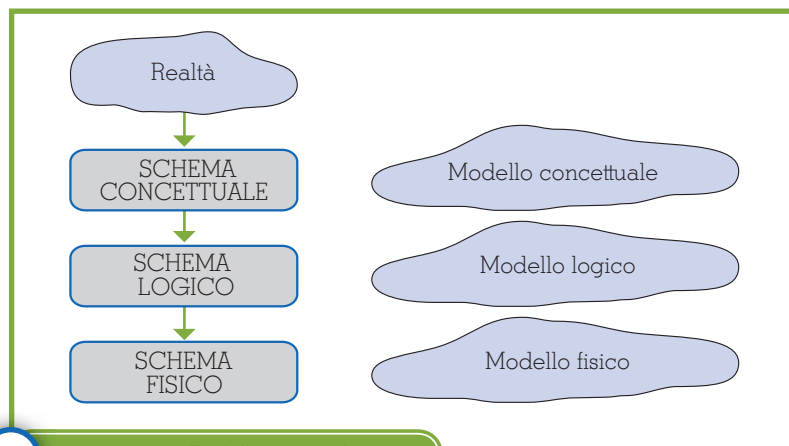 Realtà
SCHEMA
CONCETTUALE
Modello concettuale
SCHEMA
LOGICO
Modello logico
SCHEMA
FISICO
Modello fisico